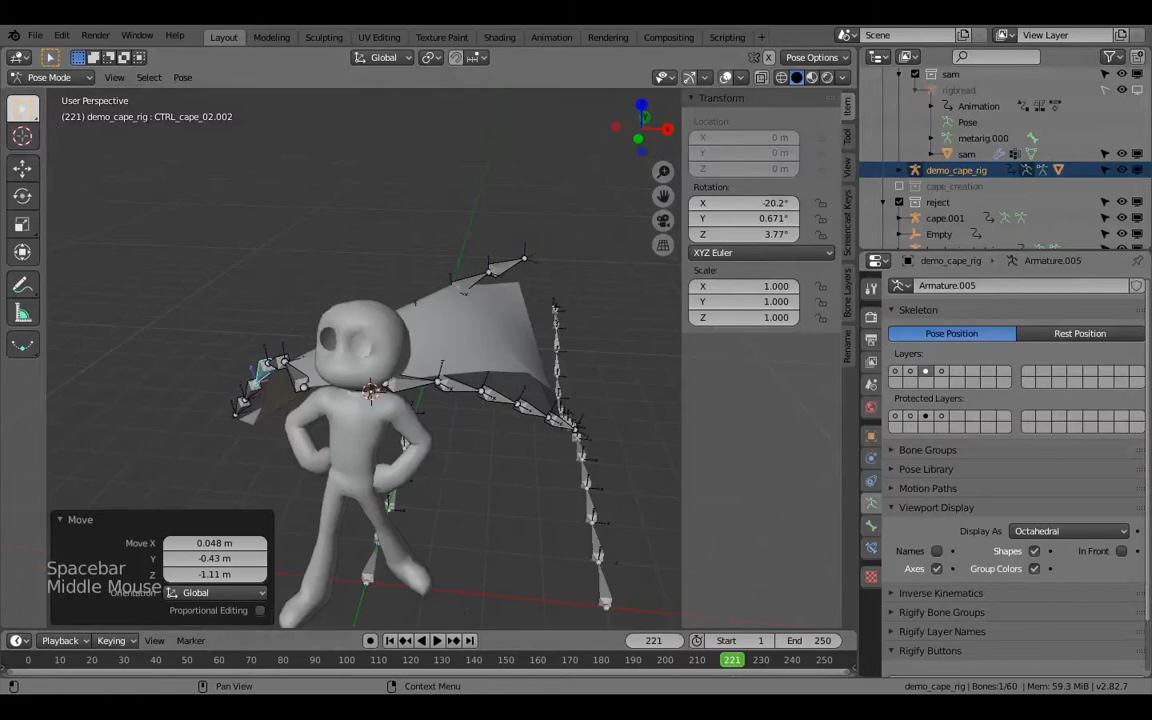 File Edit Render Window Help Layout Modeling Sculpting UV Editing Texture Paint Shading Animation Rendering Compositing Scripting + Scene View Layer
Global Pose Options
Pose Mode View Select Pose
User Perspective
(221) demo_cape_rig : CTRL_cape_02.002
Transform
Location:
X 0 m
Y 0 m
Z 0 m
Rotation:
X -20.2°
Y 0.671°
Z 3.77°
XYZ Euler
Scale:
X 1.000
Y 1.000
Z 1.000
Item
Tool
View
Screencast Keys
Bone Layers
Rename
sam
rigbread
Animation
Pose
metarig.000
sam
demo_cape_rig
cape_creation
reject
cape.001
Empty
demo_cape_rig Armature.005
Armature.005
Skeleton
Pose Position Rest Position
Layers:
Protected Layers:
Bone Groups
Pose Library
Motion Paths
Viewport Display
Display As Octahedral
Names Shapes In Front
Axes Group Colors
Inverse Kinematics
Rigify Bone Groups
Rigify Layer Names
Rigify Buttons
Move
Move X 0.048 m
Y -0.43 m
Z -1.11 m
Orientation Global
Proportional Editing
Spacebar
Middle Mouse
X Y Z
Playback Keying View Marker 221 Start 1 End 250
0 10 20 30 40 50 60 70 80 90 100 110 120 130 140 150 160 170 180 190 200 210 221 230 240 250
Pan View Context Menu demo_cape_rig | Bones:1/60 | Mem: 59.3 MiB | v2.82.7